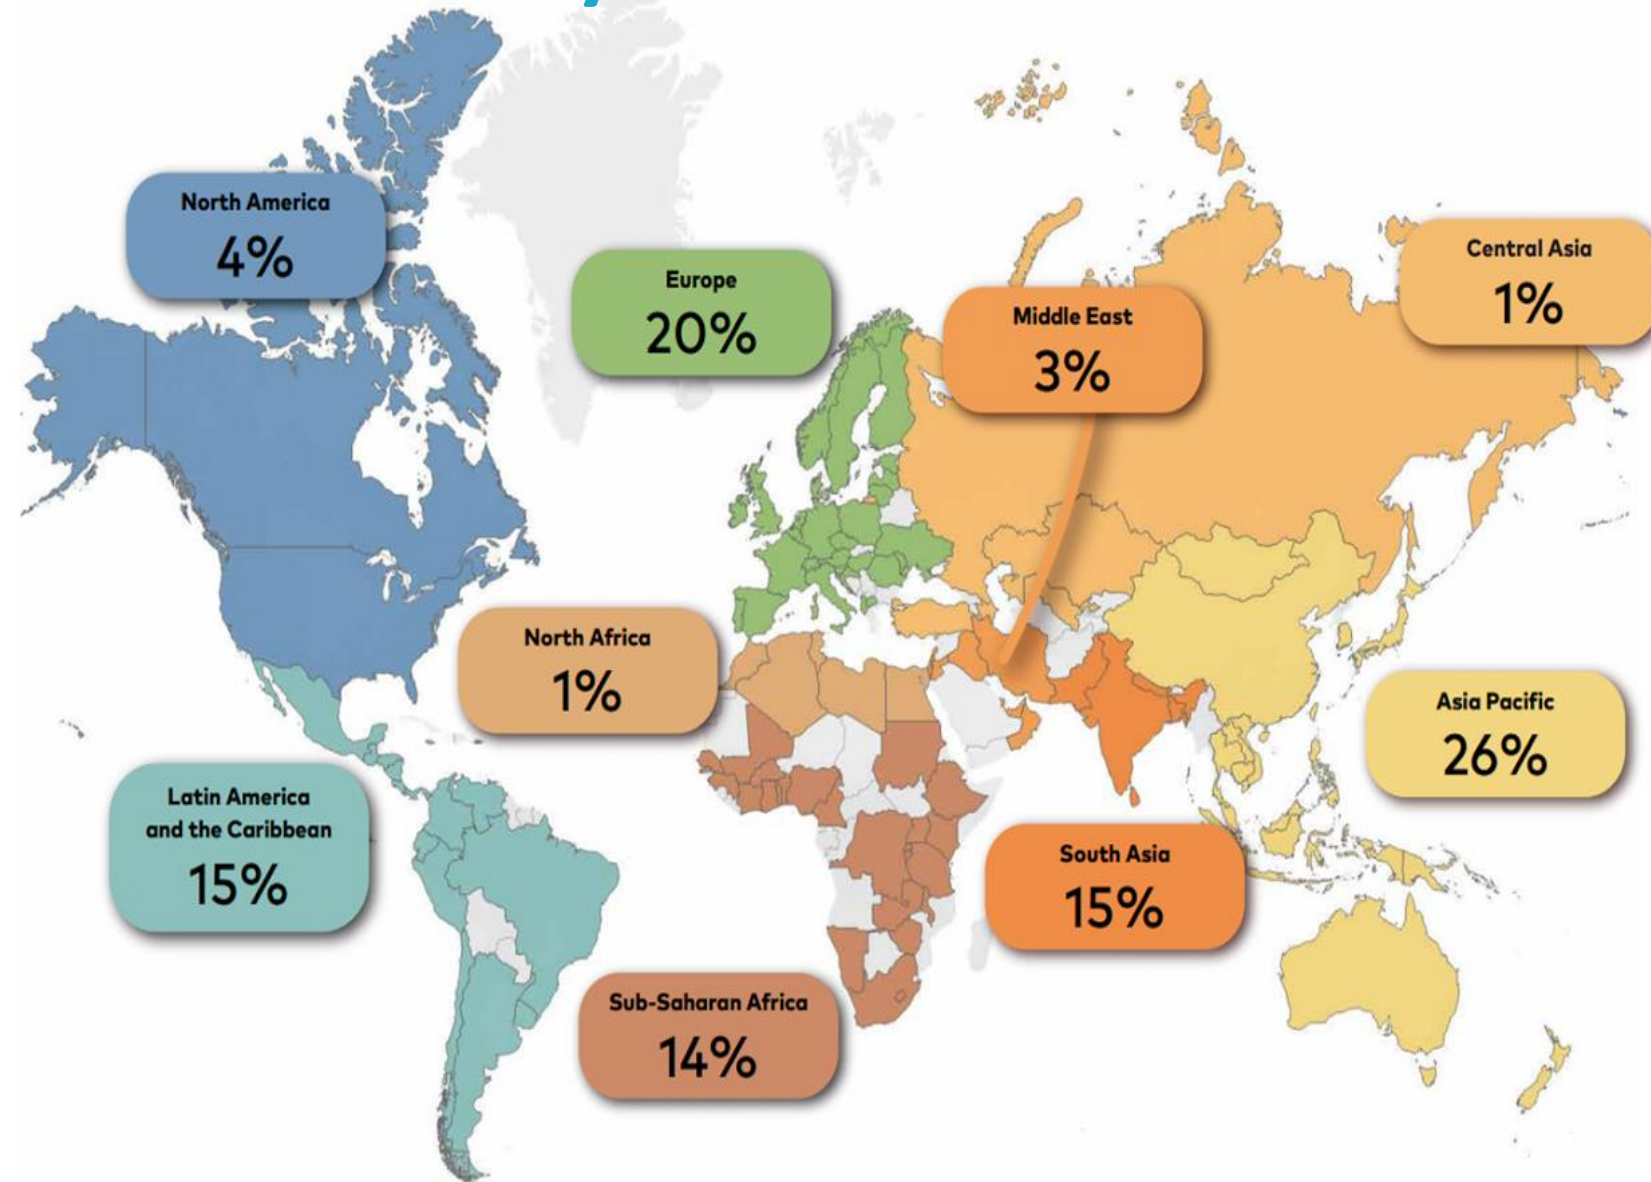 North America
4%
Europe
20%
Middle East
3%
Central Asia
1%
North Africa
1%
Asia Pacific
26%
Latin America
and the Caribbean
15%
South Asia
15%
Sub-Saharan Africa
14%